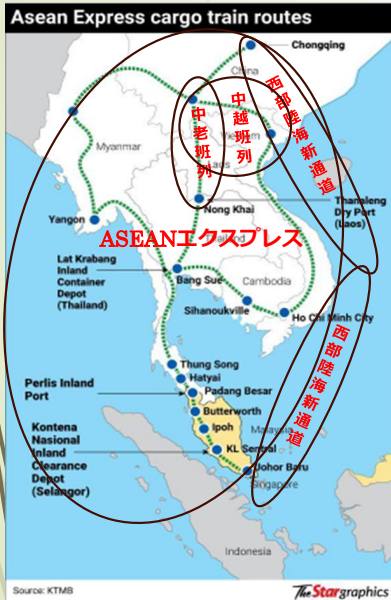 Asean Express cargo train routes
Chongqing
China
西部陸海新通道
中越班列
中老班列
Myanmar
Vietnam
Laos
Thanaleng
Dry Port
(Laos)
Nong Khai
Yangon
ASEANエクスプレス
Thailand
Lat Krabang
Inland
Container
Depot
(Thailand)
Bang Sue
Cambodia
Sihanoukville
Ho Chi Minh City
西部陸海新通道
Thung Song
Hatyai
Perlis Inland
Port
Padang Besar
Butterworth
Ipoh
Malaysia
Kontena
Nasional
Inland
Clearance
Depot
(Selangor)
KL Sentral
Johor Baru
Singapore
Indonesia
Source: KTMB
TheStargraphics